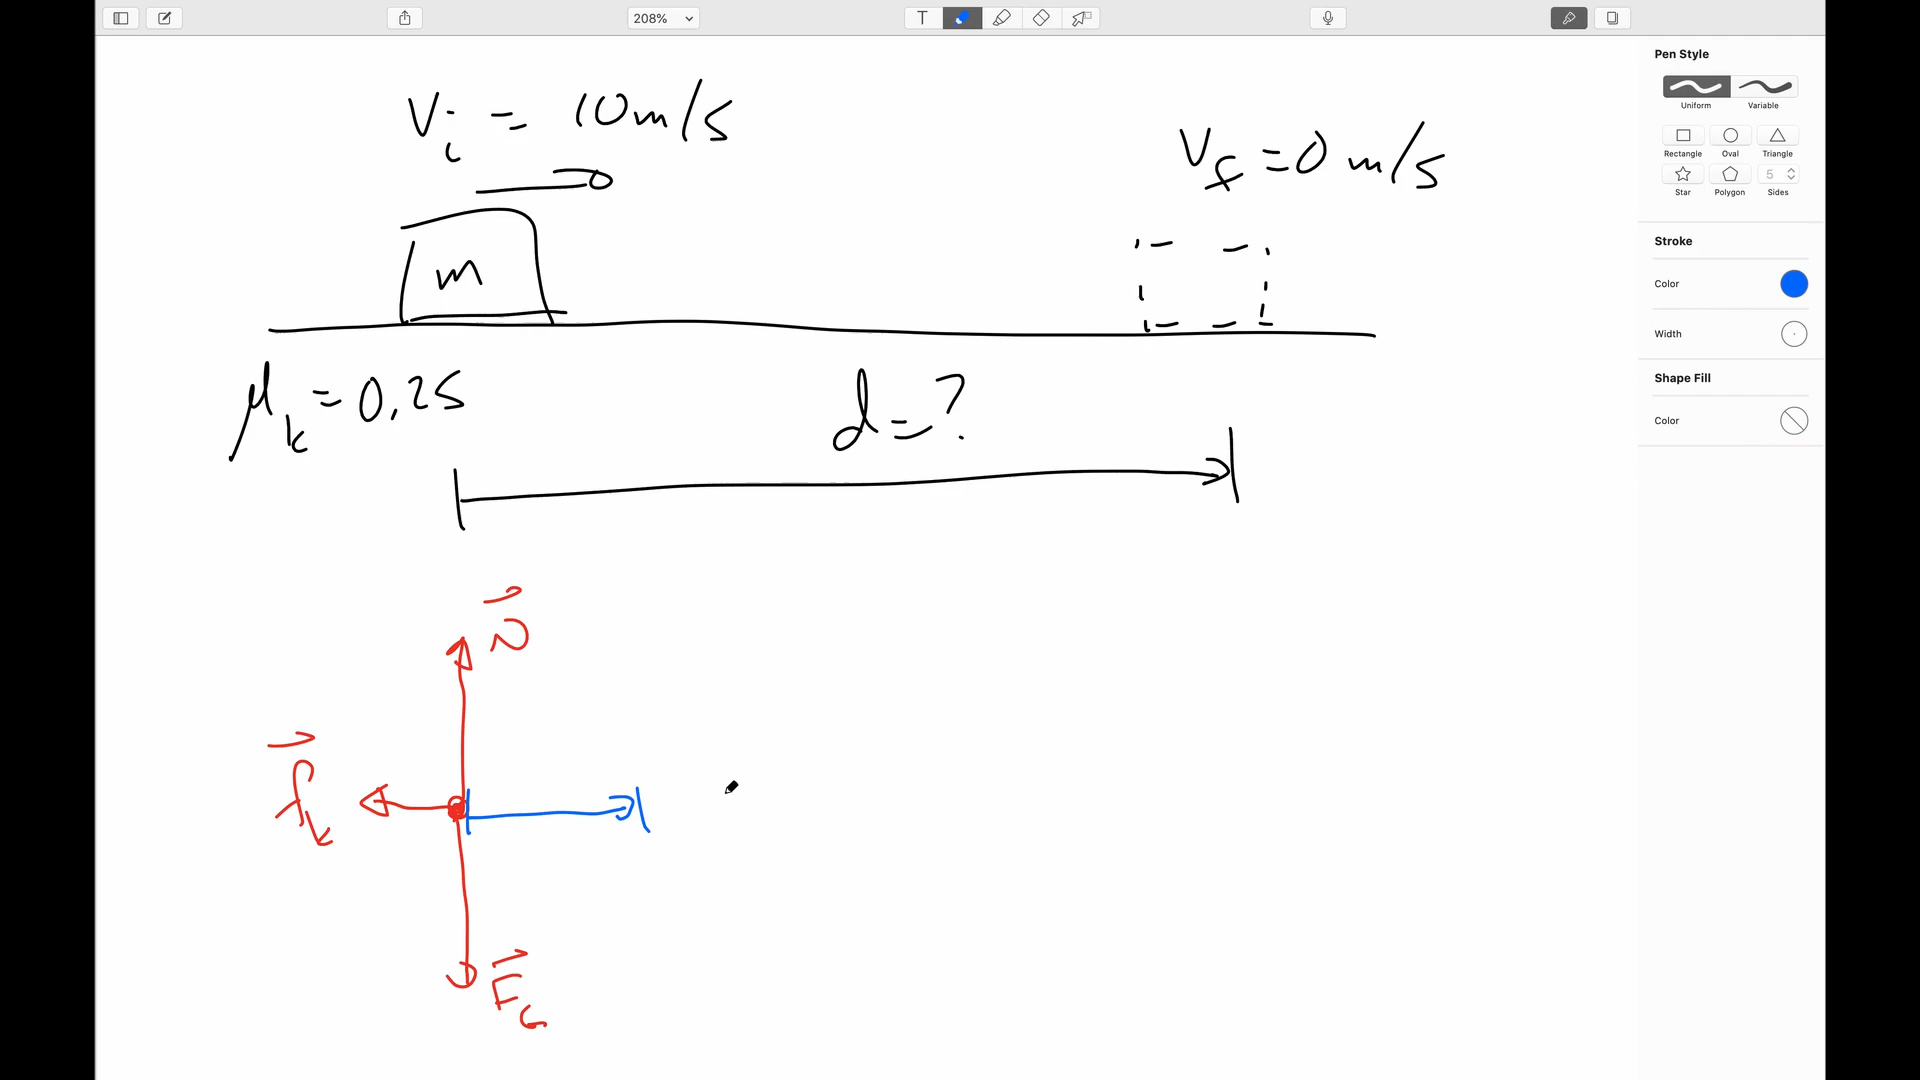 208%
T
Pen Style
Uniform
Variable
Rectangle
Oval
Triangle
Star
Polygon
5
Sides
Stroke
Color
Width
Shape Fill
Color
Vi = 10m/s
Vf = 0 m/s
m
μk = 0.25
d = ?
N
fk
FG